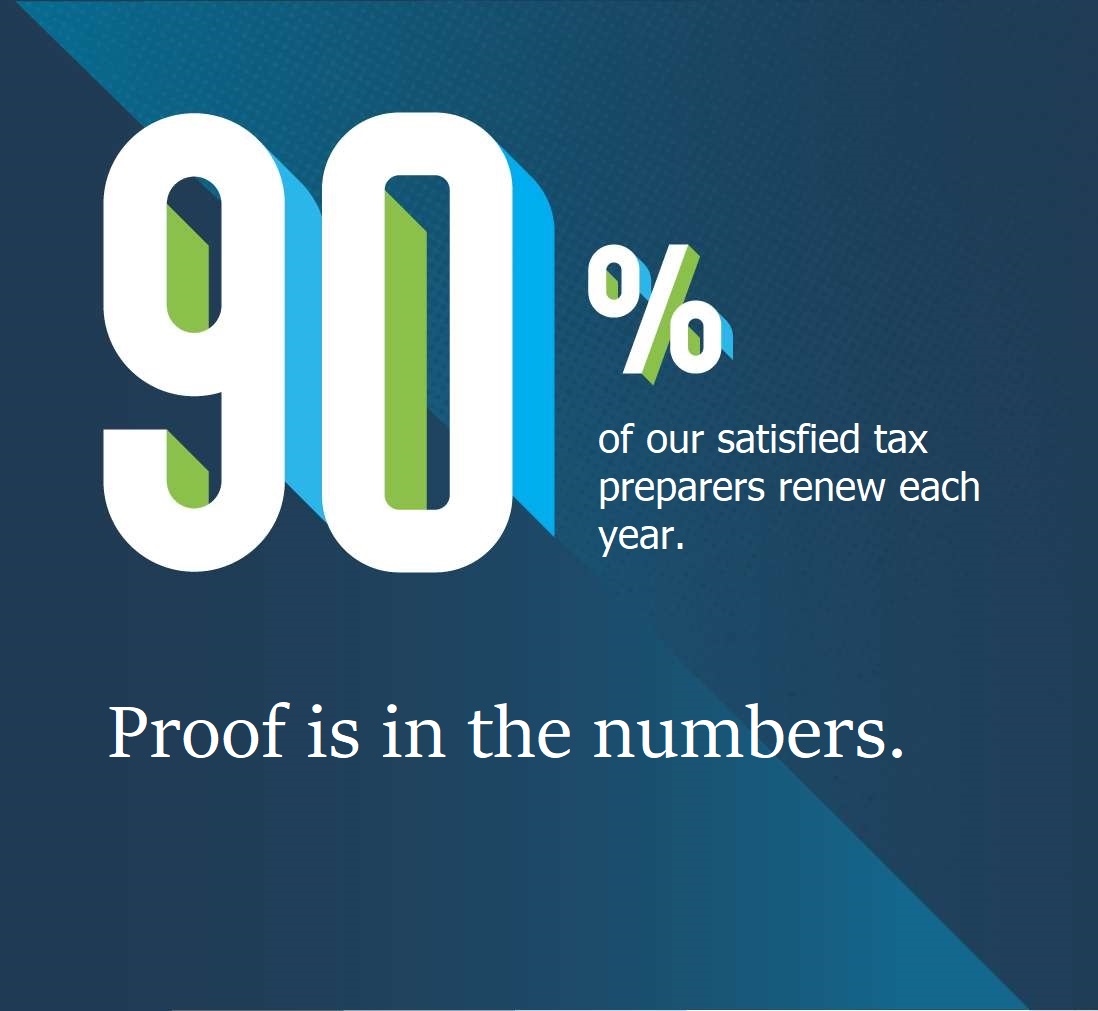 90%
of our satisfied tax
preparers renew each
year.
Proof is in the numbers.